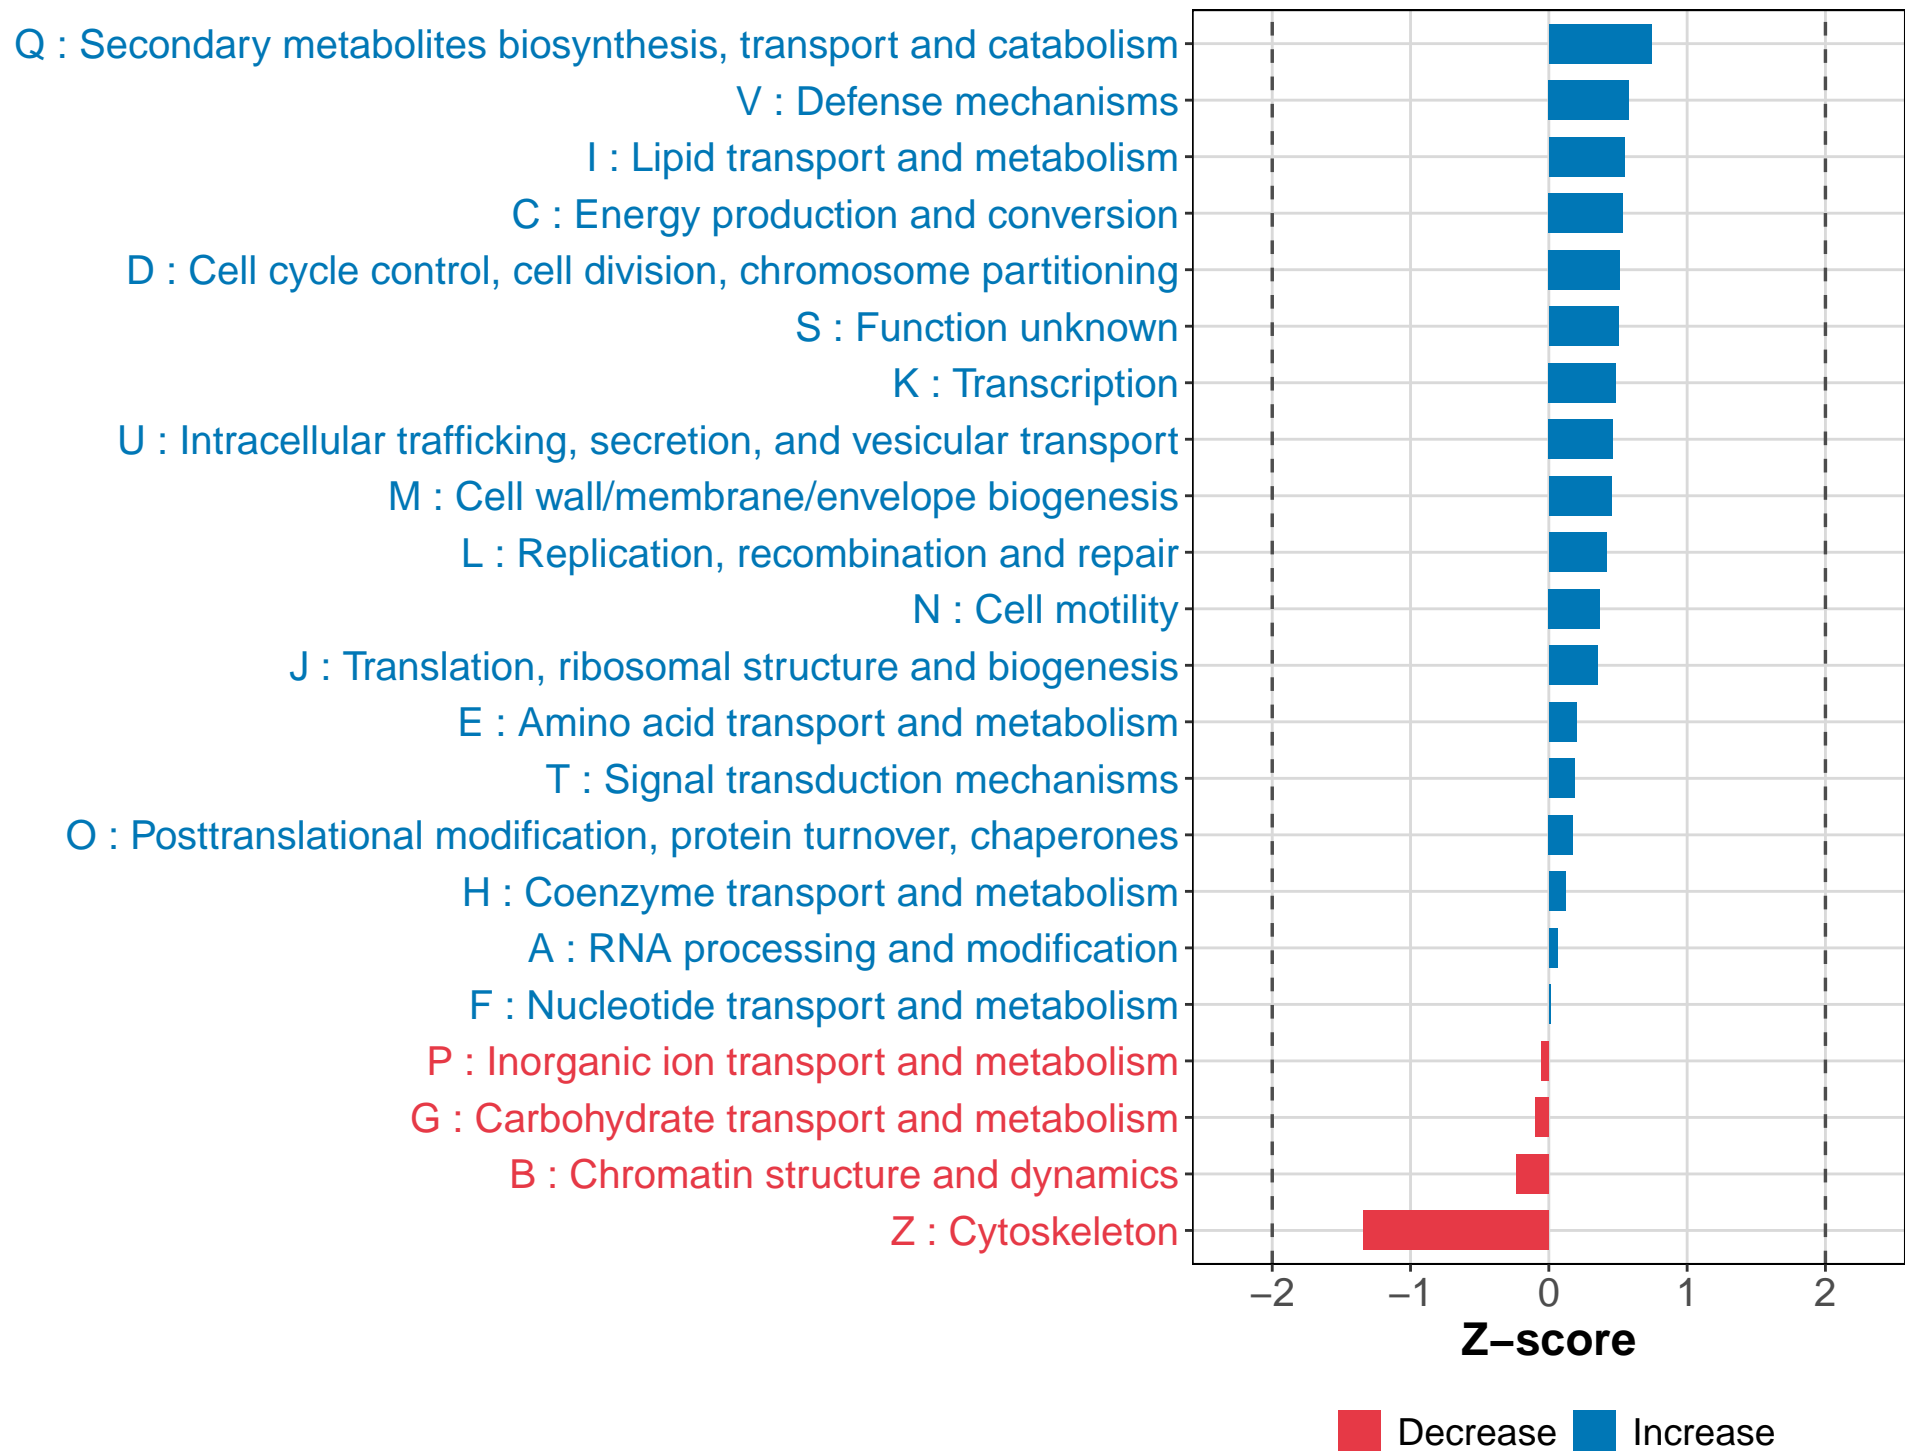 Q : Secondary metabolites biosynthesis, transport and catabolism
V : Defense mechanisms
I : Lipid transport and metabolism
C : Energy production and conversion
D : Cell cycle control, cell division, chromosome partitioning
S : Function unknown
K : Transcription
U : Intracellular trafficking, secretion, and vesicular transport
M : Cell wall/membrane/envelope biogenesis
L : Replication, recombination and repair
N : Cell motility
J : Translation, ribosomal structure and biogenesis
E : Amino acid transport and metabolism
T : Signal transduction mechanisms
O : Posttranslational modification, protein turnover, chaperones
H : Coenzyme transport and metabolism
A : RNA processing and modification
F : Nucleotide transport and metabolism
P : Inorganic ion transport and metabolism
G : Carbohydrate transport and metabolism
B : Chromatin structure and dynamics
Z : Cytoskeleton
−2 −1 0 1 2
Z−score
Decrease Increase